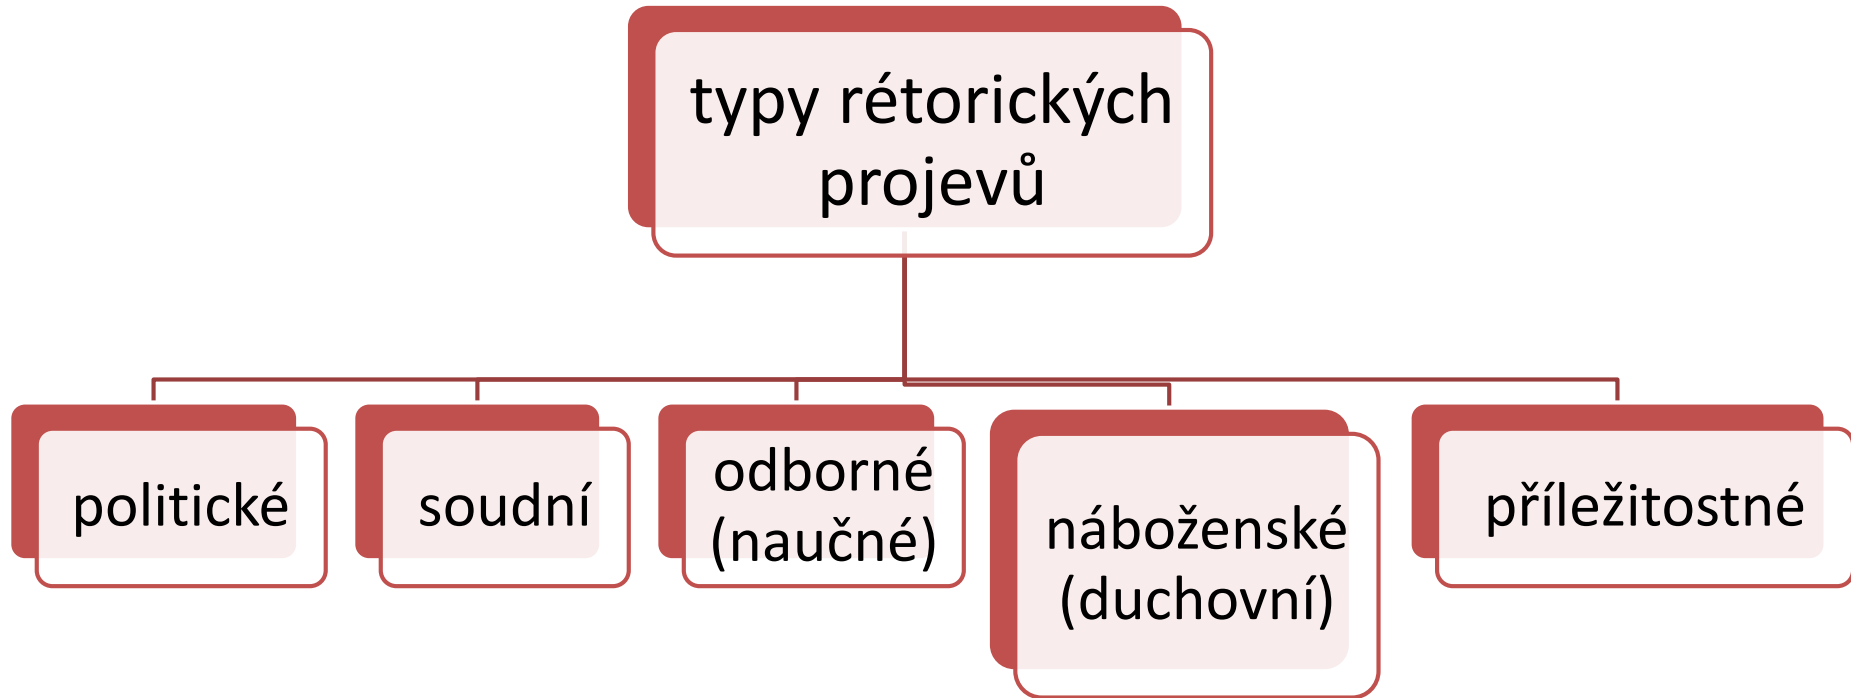 typy rétorických
projevů
politické
soudní
odborné
(naučné)
náboženské
(duchovní)
příležitostné